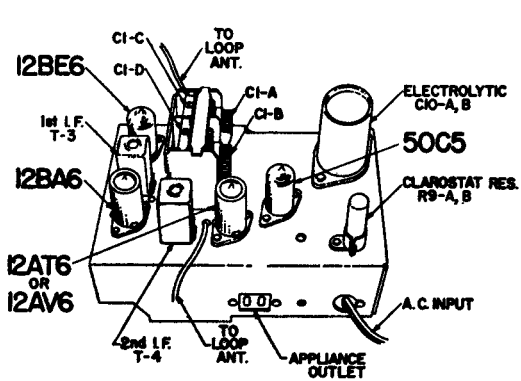 TO
LOOP
ANT.
C1-C
C1-D
12BE6
C1-A
C1-B
ELECTROLYTIC
C10-A, B
1st I.F.
T-3
50C5
12BA6
CLAROSTAT RES.
R9-A, B
12AT6
OR
12AV6
2nd I.F.
T-4
TO
LOOP
ANT.
APPLIANCE
OUTLET
A.C. INPUT